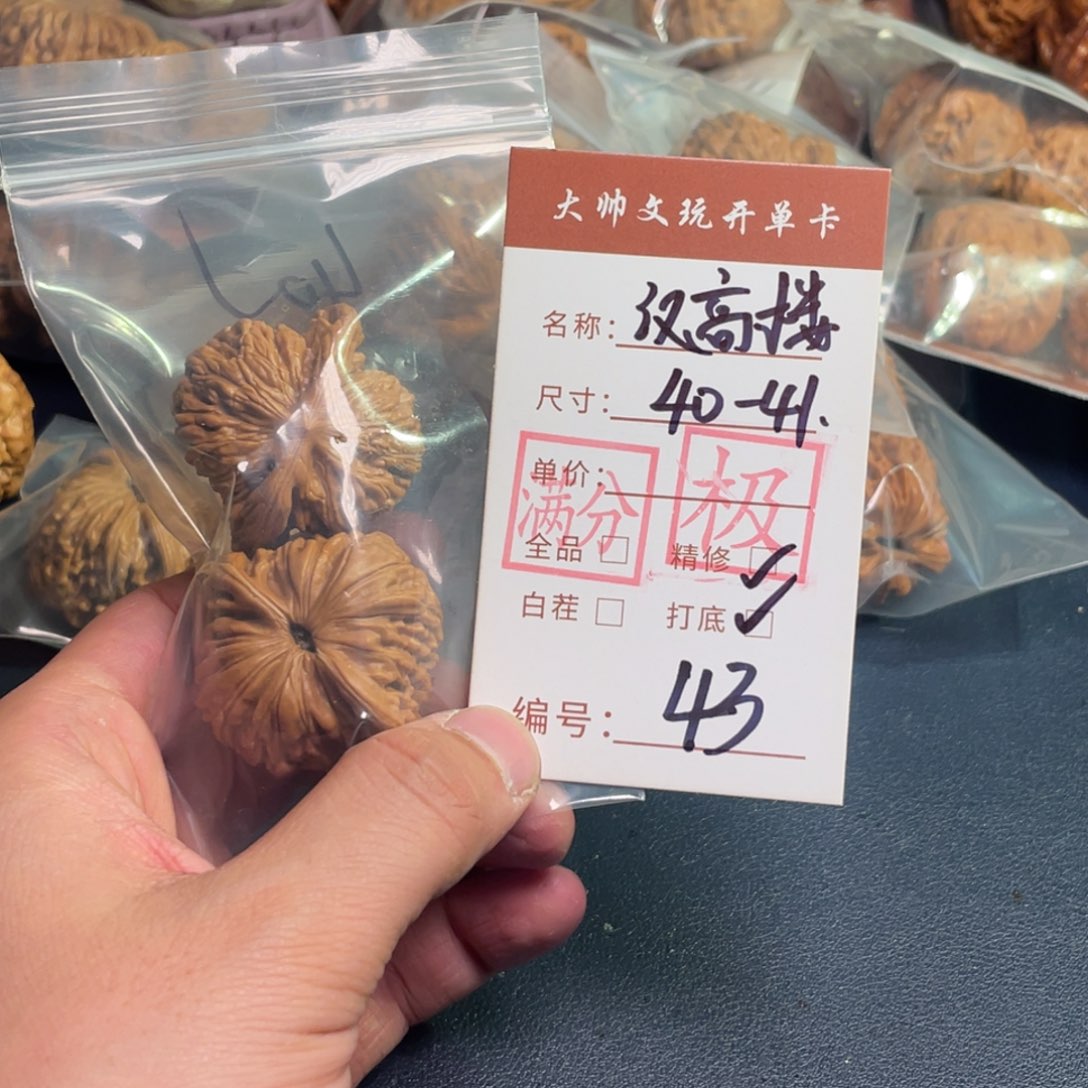 大帅文玩开单卡
名称：汉高楼
尺寸：40-41.
单价：
满分
极
全品 □ 精修 ☑
白茬 □ 打底 ☑
编号：43